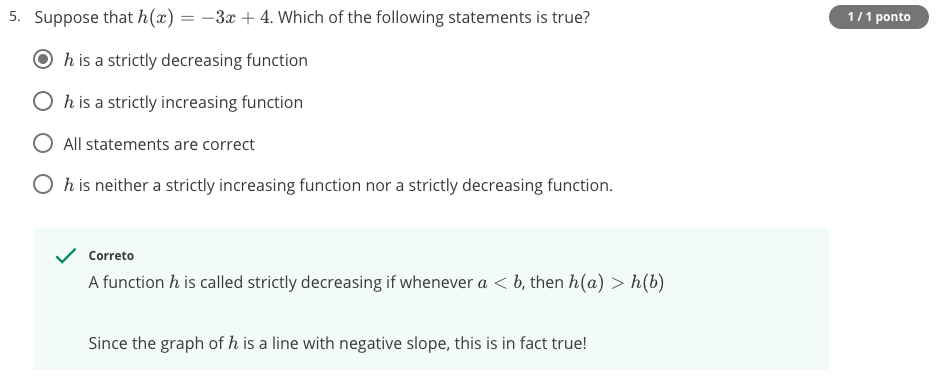 5. Suppose that h(x) = −3x + 4. Which of the following statements is true?
1 / 1 ponto
h is a strictly decreasing function
h is a strictly increasing function
All statements are correct
h is neither a strictly increasing function nor a strictly decreasing function.
Correto
A function h is called strictly decreasing if whenever a < b, then h(a) > h(b)
Since the graph of h is a line with negative slope, this is in fact true!